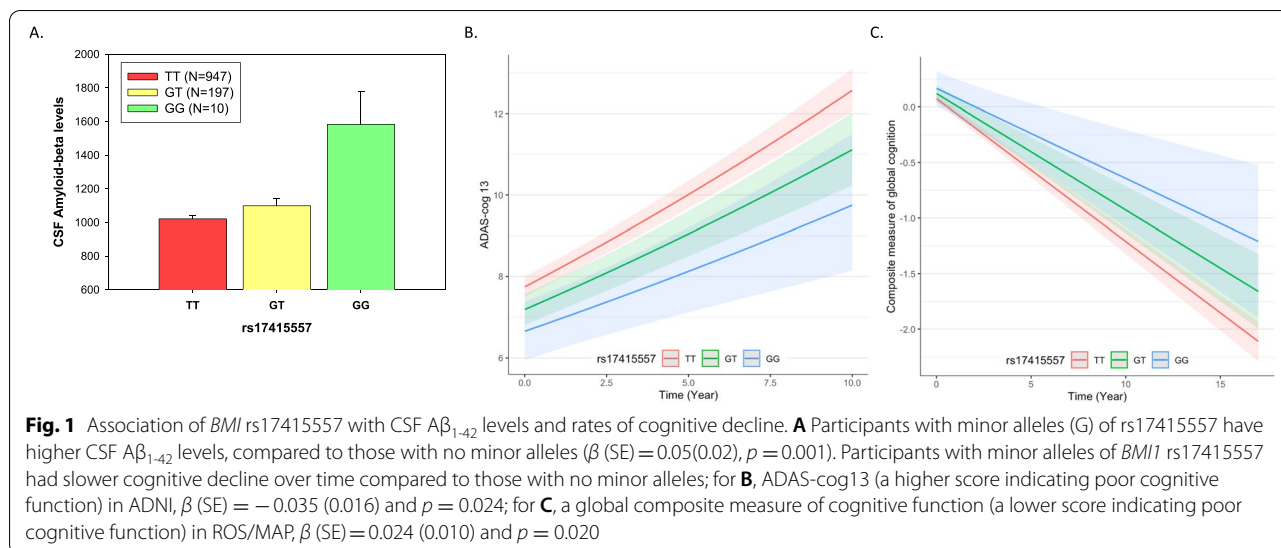 A.
2000
1800
1600
1400
1200
1000
800
600
CSF Amyloid-beta levels
TT (N=947)
GT (N=197)
GG (N=10)
TT GT GG
rs17415557
B.
12
10
8
6
ADAS-cog 13
rs17415557 TT GT GG
0.0 2.5 5.0 7.5 10.0
Time (Year)
C.
0.0
-0.5
-1.0
-1.5
-2.0
Composite measure of global cognition
rs17415557 TT GT GG
0 5 10 15
Time (Year)
Fig. 1 Association of BMI rs17415557 with CSF Aβ1-42 levels and rates of cognitive decline. A Participants with minor alleles (G) of rs17415557 have
higher CSF Aβ1-42 levels, compared to those with no minor alleles (β (SE) = 0.05(0.02), p = 0.001). Participants with minor alleles of BMI1 rs17415557
had slower cognitive decline over time compared to those with no minor alleles; for B, ADAS-cog13 (a higher score indicating poor cognitive
function) in ADNI, β (SE) = − 0.035 (0.016) and p = 0.024; for C, a global composite measure of cognitive function (a lower score indicating poor
cognitive function) in ROS/MAP, β (SE) = 0.024 (0.010) and p = 0.020